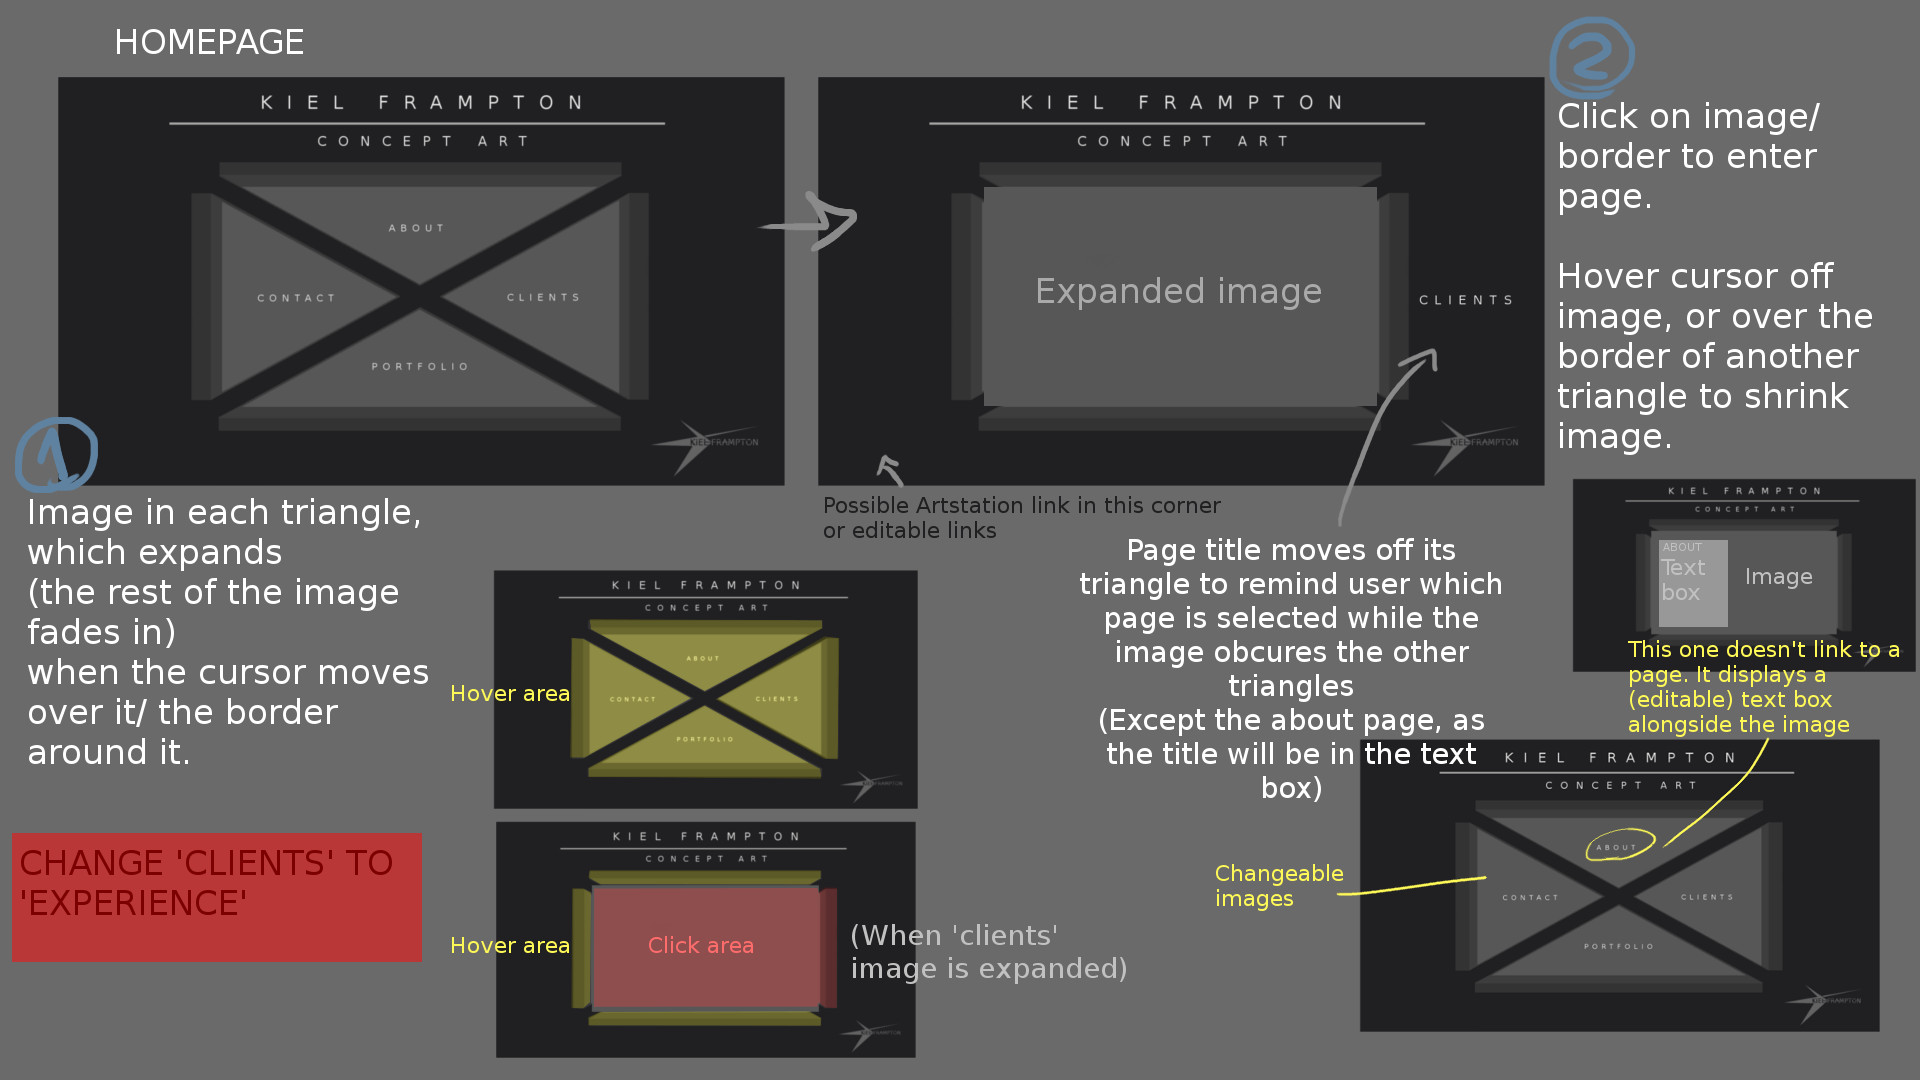 HOMEPAGE
KIEL FRAMPTON
CONCEPT ART
ABOUT
CONTACT
CLIENTS
PORTFOLIO
KIEL FRAMPTON
1
Image in each triangle,
which expands
(the rest of the image
fades in)
when the cursor moves
over it/ the border
around it.
CHANGE 'CLIENTS' TO
'EXPERIENCE'
KIEL FRAMPTON
CONCEPT ART
Expanded image
CLIENTS
KIEL FRAMPTON
Possible Artstation link in this corner
or editable links
2
Click on image/
border to enter
page.
Hover cursor off
image, or over the
border of another
triangle to shrink
image.
Page title moves off its
triangle to remind user which
page is selected while the
image obcures the other
triangles
(Except the about page, as
the title will be in the text
box)
KIEL FRAMPTON
CONCEPT ART
ABOUT
CONTACT
CLIENTS
PORTFOLIO
Hover area
KIEL FRAMPTON
CONCEPT ART
Hover area
Click area
(When 'clients'
image is expanded)
KIEL FRAMPTON
CONCEPT ART
ABOUT
Text
box
Image
This one doesn't link to a
page. It displays a
(editable) text box
alongside the image
KIEL FRAMPTON
CONCEPT ART
ABOUT
CONTACT
CLIENTS
PORTFOLIO
KIEL FRAMPTON
Changeable
images